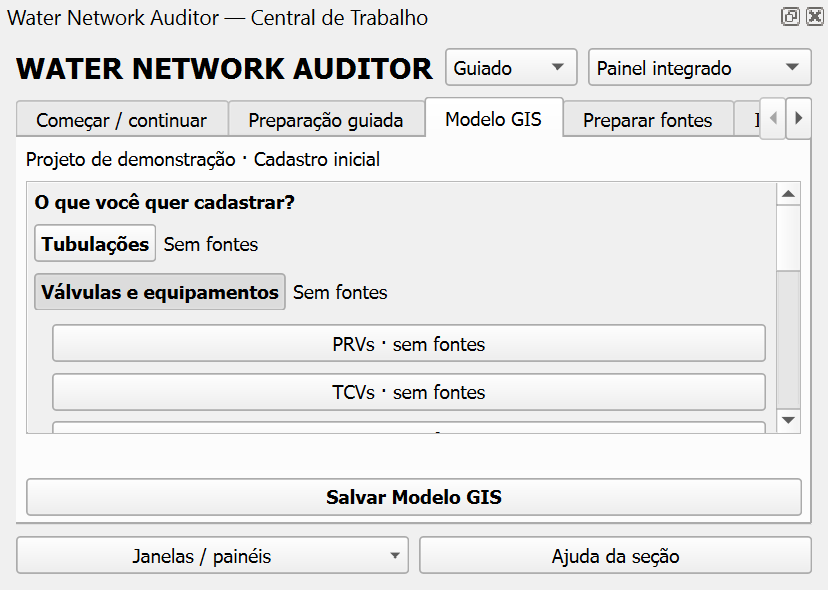 Water Network Auditor — Central de Trabalho
WATER NETWORK AUDITOR
Guiado
Painel integrado
Começar / continuar
Preparação guiada
Modelo GIS
Preparar fontes
Projeto de demonstração · Cadastro inicial
O que você quer cadastrar?
Tubulações Sem fontes
Válvulas e equipamentos Sem fontes
PRVs · sem fontes
TCVs · sem fontes
Salvar Modelo GIS
Janelas / painéis
Ajuda da seção